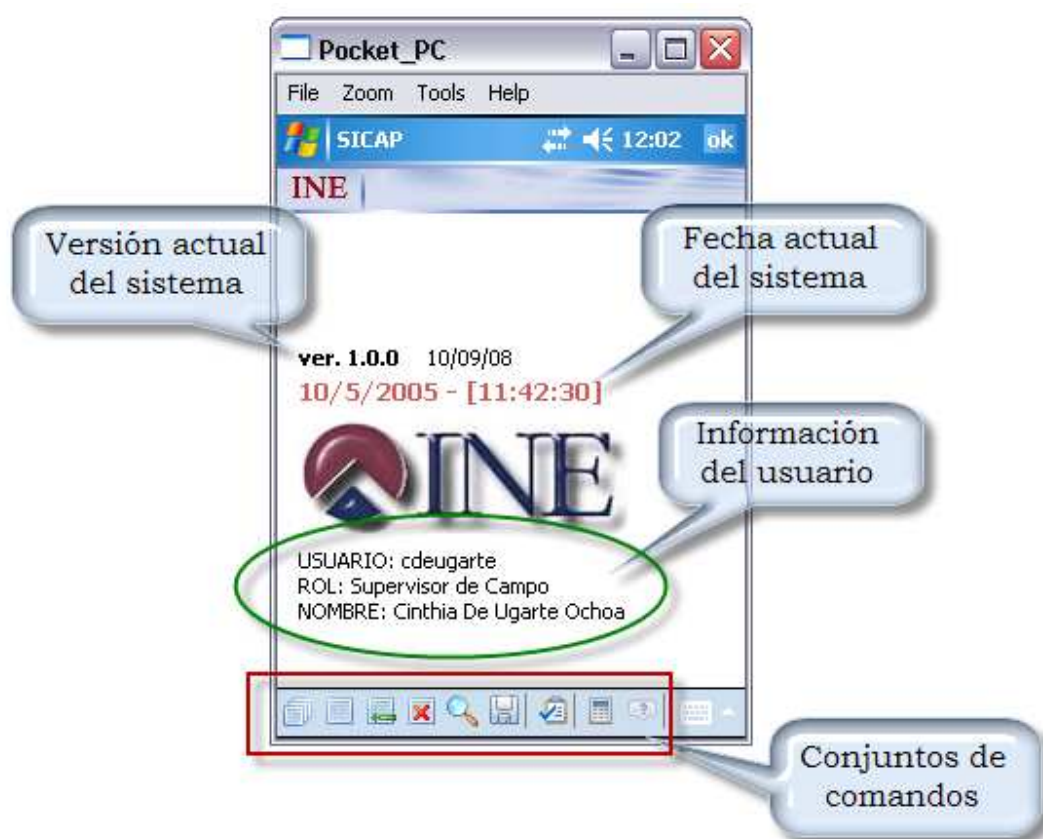 Pocket_PC
File Zoom Tools Help
SICAP 12:02 ok
INE
Versión actual
del sistema
Fecha actual
del sistema
ver. 1.0.0 10/09/08
10/5/2005 - [11:42:30]
INE
Información
del usuario
USUARIO: cdeugarte
ROL: Supervisor de Campo
NOMBRE: Cinthia De Ugarte Ochoa
Conjuntos de
comandos